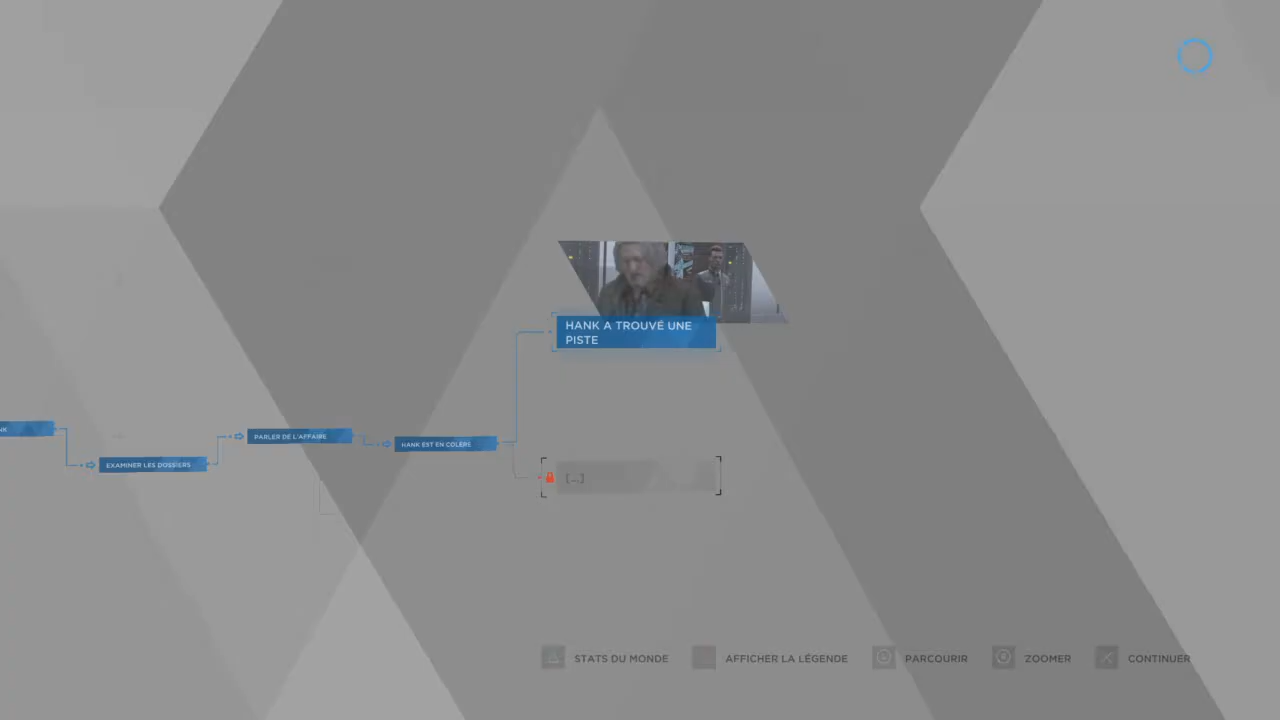 HANK A TROUVÉ UNE
PISTE
NK
PARLER DE L'AFFAIRE
HANK EST EN COLÈRE
EXAMINER LES DOSSIERS
[...]
STATS DU MONDE
AFFICHER LA LÉGENDE
PARCOURIR
ZOOMER
CONTINUER